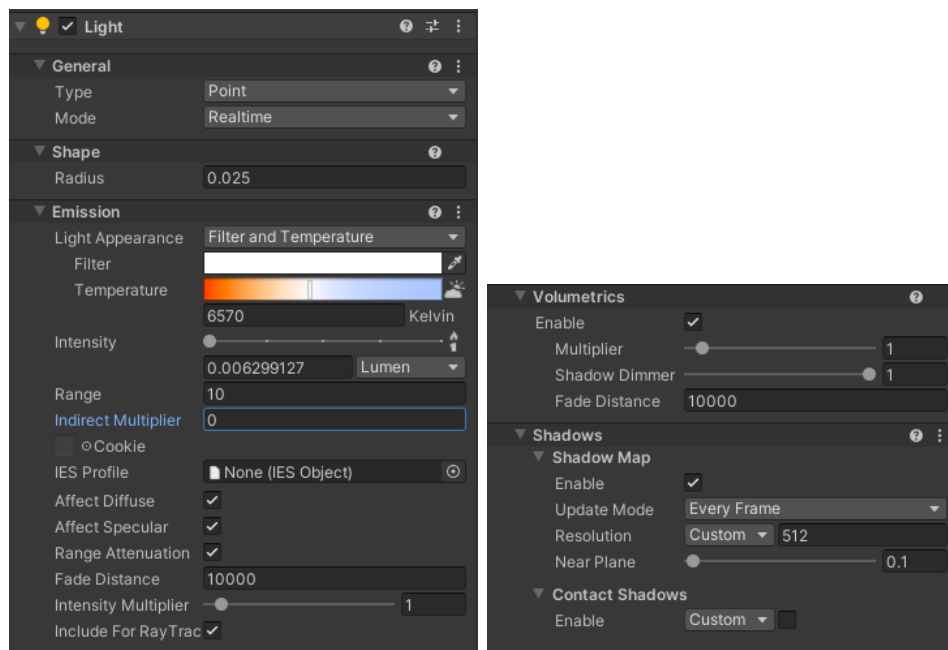 Light
General
Type Point
Mode Realtime
Shape
Radius 0.025
Emission
Light Appearance Filter and Temperature
Filter
Temperature
6570 Kelvin
Intensity
0.006299127 Lumen
Range 10
Indirect Multiplier 0
Cookie
IES Profile None (IES Object)
Affect Diffuse
Affect Specular
Range Attenuation
Fade Distance 10000
Intensity Multiplier 1
Include For RayTrac
Volumetrics
Enable
Multiplier 1
Shadow Dimmer 1
Fade Distance 10000
Shadows
Shadow Map
Enable
Update Mode Every Frame
Resolution Custom 512
Near Plane 0.1
Contact Shadows
Enable Custom